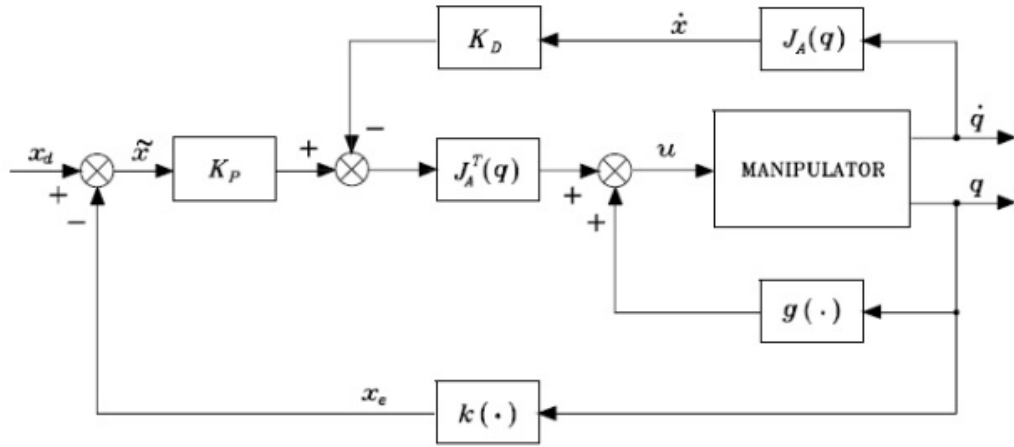 K_D
ẋ
J_A(q)
q̇
x_d
x̃
K_P
J_A^T(q)
u
MANIPULATOR
q
+
−
+
−
+
+
g(·)
x_e
k(·)